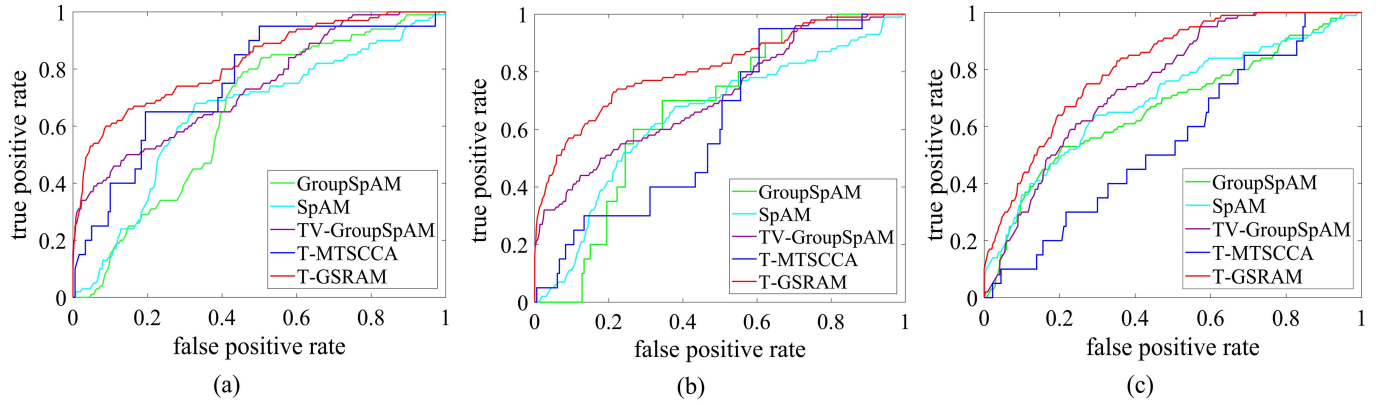 true positive rate
1
0.8
0.6
0.4
0.2
0
0
0.2
0.4
0.6
0.8
1
false positive rate
GroupSpAM
SpAM
TV-GroupSpAM
T-MTSCCA
T-GSRAM
(a)
true positive rate
1
0.8
0.6
0.4
0.2
0
0
0.2
0.4
0.6
0.8
1
false positive rate
GroupSpAM
SpAM
TV-GroupSpAM
T-MTSCCA
T-GSRAM
(b)
true positive rate
1
0.8
0.6
0.4
0.2
0
0
0.2
0.4
0.6
0.8
1
false positive rate
GroupSpAM
SpAM
TV-GroupSpAM
T-MTSCCA
T-GSRAM
(c)